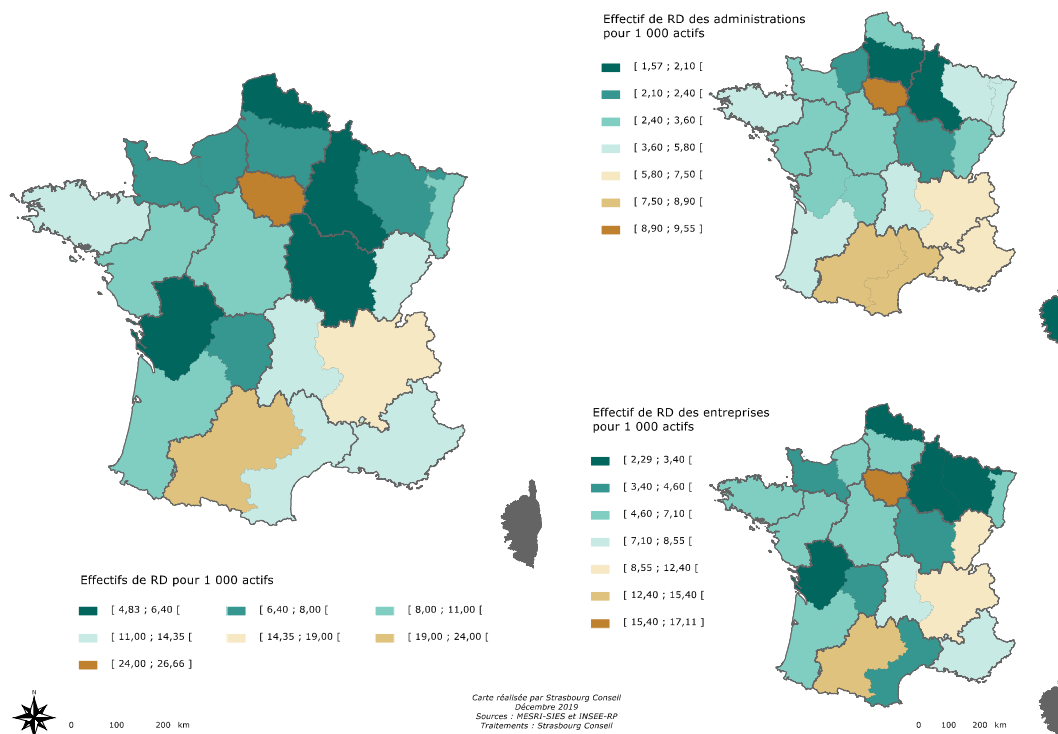 Effectif de RD des administrations
pour 1 000 actifs
[ 1,57 ; 2,10 [
[ 2,10 ; 2,40 [
[ 2,40 ; 3,60 [
[ 3,60 ; 5,80 [
[ 5,80 ; 7,50 [
[ 7,50 ; 8,90 [
[ 8,90 ; 9,55 ]
Effectif de RD des entreprises
pour 1 000 actifs
[ 2,29 ; 3,40 [
[ 3,40 ; 4,60 [
[ 4,60 ; 7,10 [
[ 7,10 ; 8,55 [
[ 8,55 ; 12,40 [
[ 12,40 ; 15,40 [
[ 15,40 ; 17,11 ]
Effectifs de RD pour 1 000 actifs
[ 4,83 ; 6,40 [ [ 6,40 ; 8,00 [ [ 8,00 ; 11,00 [
[ 11,00 ; 14,35 [ [ 14,35 ; 19,00 [ [ 19,00 ; 24,00 [
[ 24,00 ; 26,66 ]
N
0 100 200 km
Carte réalisée par Strasbourg Conseil
Décembre 2019
Sources : MESRI-SIES et INSEE-RP
Traitements : Strasbourg Conseil
0 100 200 km